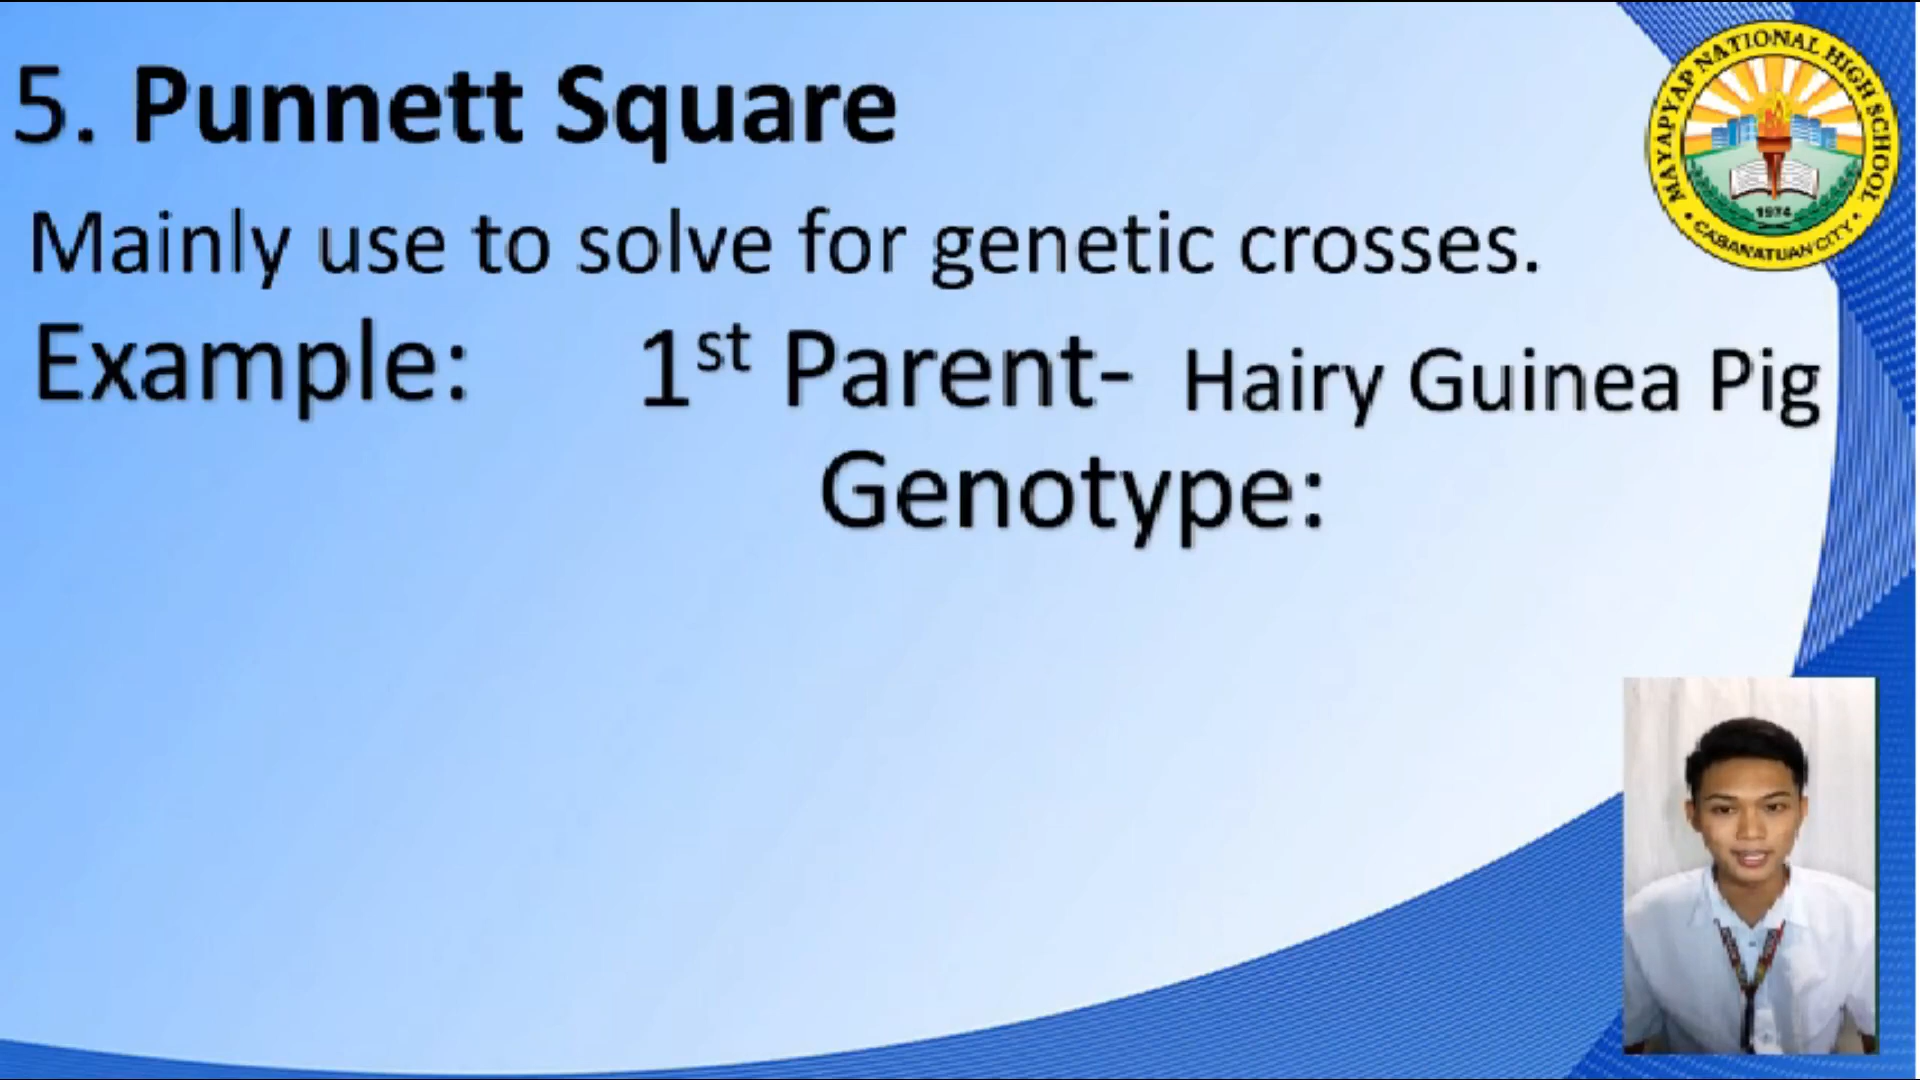 5. Punnett Square
Mainly use to solve for genetic crosses.
Example: 1st Parent- Hairy Guinea Pig
Genotype:
MAYAPYAP NATIONAL HIGH SCHOOL
1974
CABANATUAN CITY